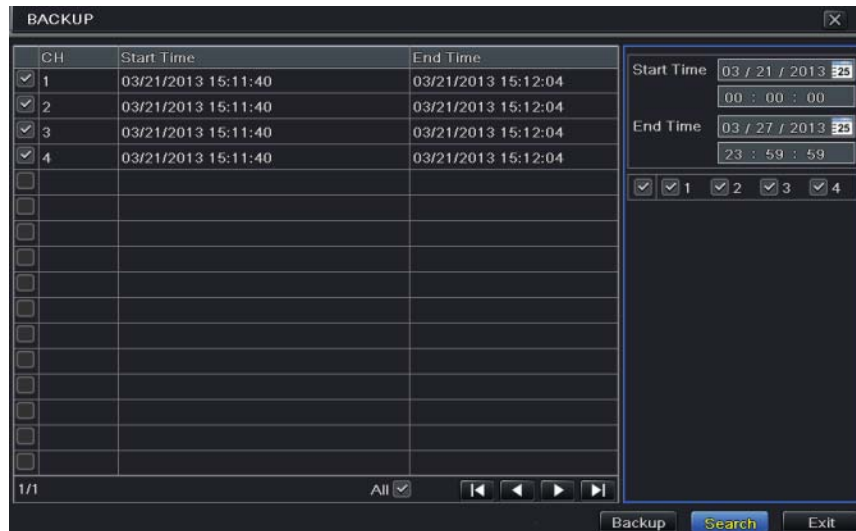 BACKUP
CH Start Time End Time
1 03/21/2013 15:11:40 03/21/2013 15:12:04
2 03/21/2013 15:11:40 03/21/2013 15:12:04
3 03/21/2013 15:11:40 03/21/2013 15:12:04
4 03/21/2013 15:11:40 03/21/2013 15:12:04
1/1 All
Start Time 03 / 21 / 2013 25
00 : 00 : 00
End Time 03 / 27 / 2013 25
23 : 59 : 59
1 2 3 4
Backup Search Exit